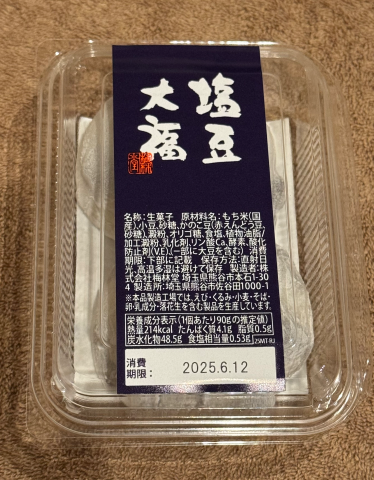 塩豆
大福
名称:生菓子 原材料名:もち米(国
産)、小豆、砂糖、かのこ豆(赤えんどう豆、
砂糖)、澱粉、オリゴ糖、食塩、植物油脂/
加工澱粉、乳化剤、リン酸Ca、酵素、酸化
防止剤(V.E)、(一部に大豆を含む) 消費
期限:下部に記載 保存方法:直射日
光、高温多湿は避けて保存 製造者:株
式会社梅林堂 埼玉県熊谷市本石1-30
4 製造所:埼玉県熊谷市佐谷田1000-1
※本品製造工場では、えび・くるみ・小麦・そば・
卵・乳成分・落花生を含む製品を生産しています。
栄養成分表示(1個あたり90gの推定値)
熱量214kcal たんぱく質4.1g 脂質0.5g
炭水化物48.5g 食塩相当量0.53g 25MT-RJ
消費
期限: 2025.6.12